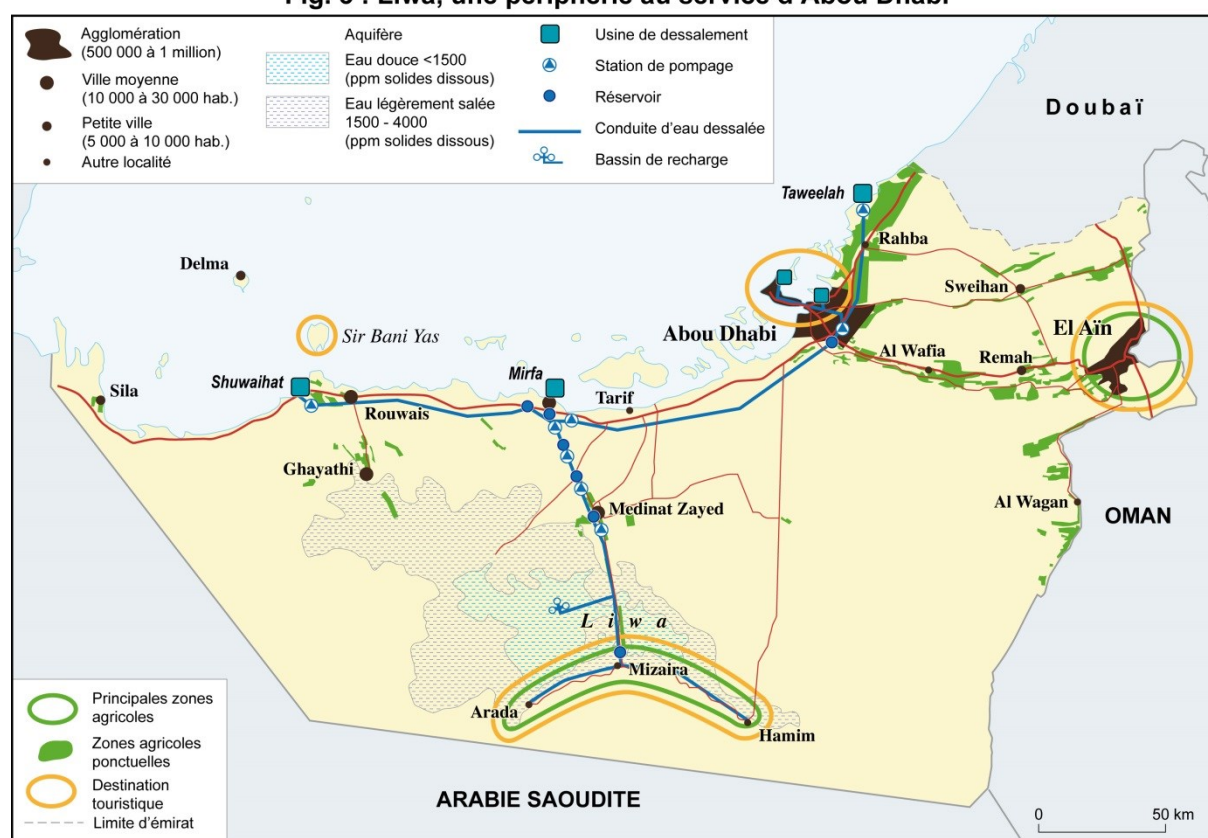 Fig. 3 : Liwa, une périphérie au service d'Abou Dhabi
Agglomération
(500 000 à 1 million)
Ville moyenne
(10 000 à 30 000 hab.)
Petite ville
(5 000 à 10 000 hab.)
Autre localité
Aquifère
Eau douce <1500
(ppm solides dissous)
Eau légèrement salée
1500 - 4000
(ppm solides dissous)
Usine de dessalement
Station de pompage
Réservoir
Conduite d'eau dessalée
Bassin de recharge
Doubaï
Taweelah
Rahba
Delma
Sweihan
Sir Bani Yas
Abou Dhabi
El Aïn
Al Wafia
Remah
Shuwaihat
Mirfa
Sila
Rouwais
Tarif
Ghayathi
Medinat Zayed
Al Wagan
OMAN
Liwa
Mizaira
Arada
Hamim
Principales zones
agricoles
Zones agricoles
ponctuelles
Destination
touristique
Limite d'émirat
ARABIE SAOUDITE
0 50 km